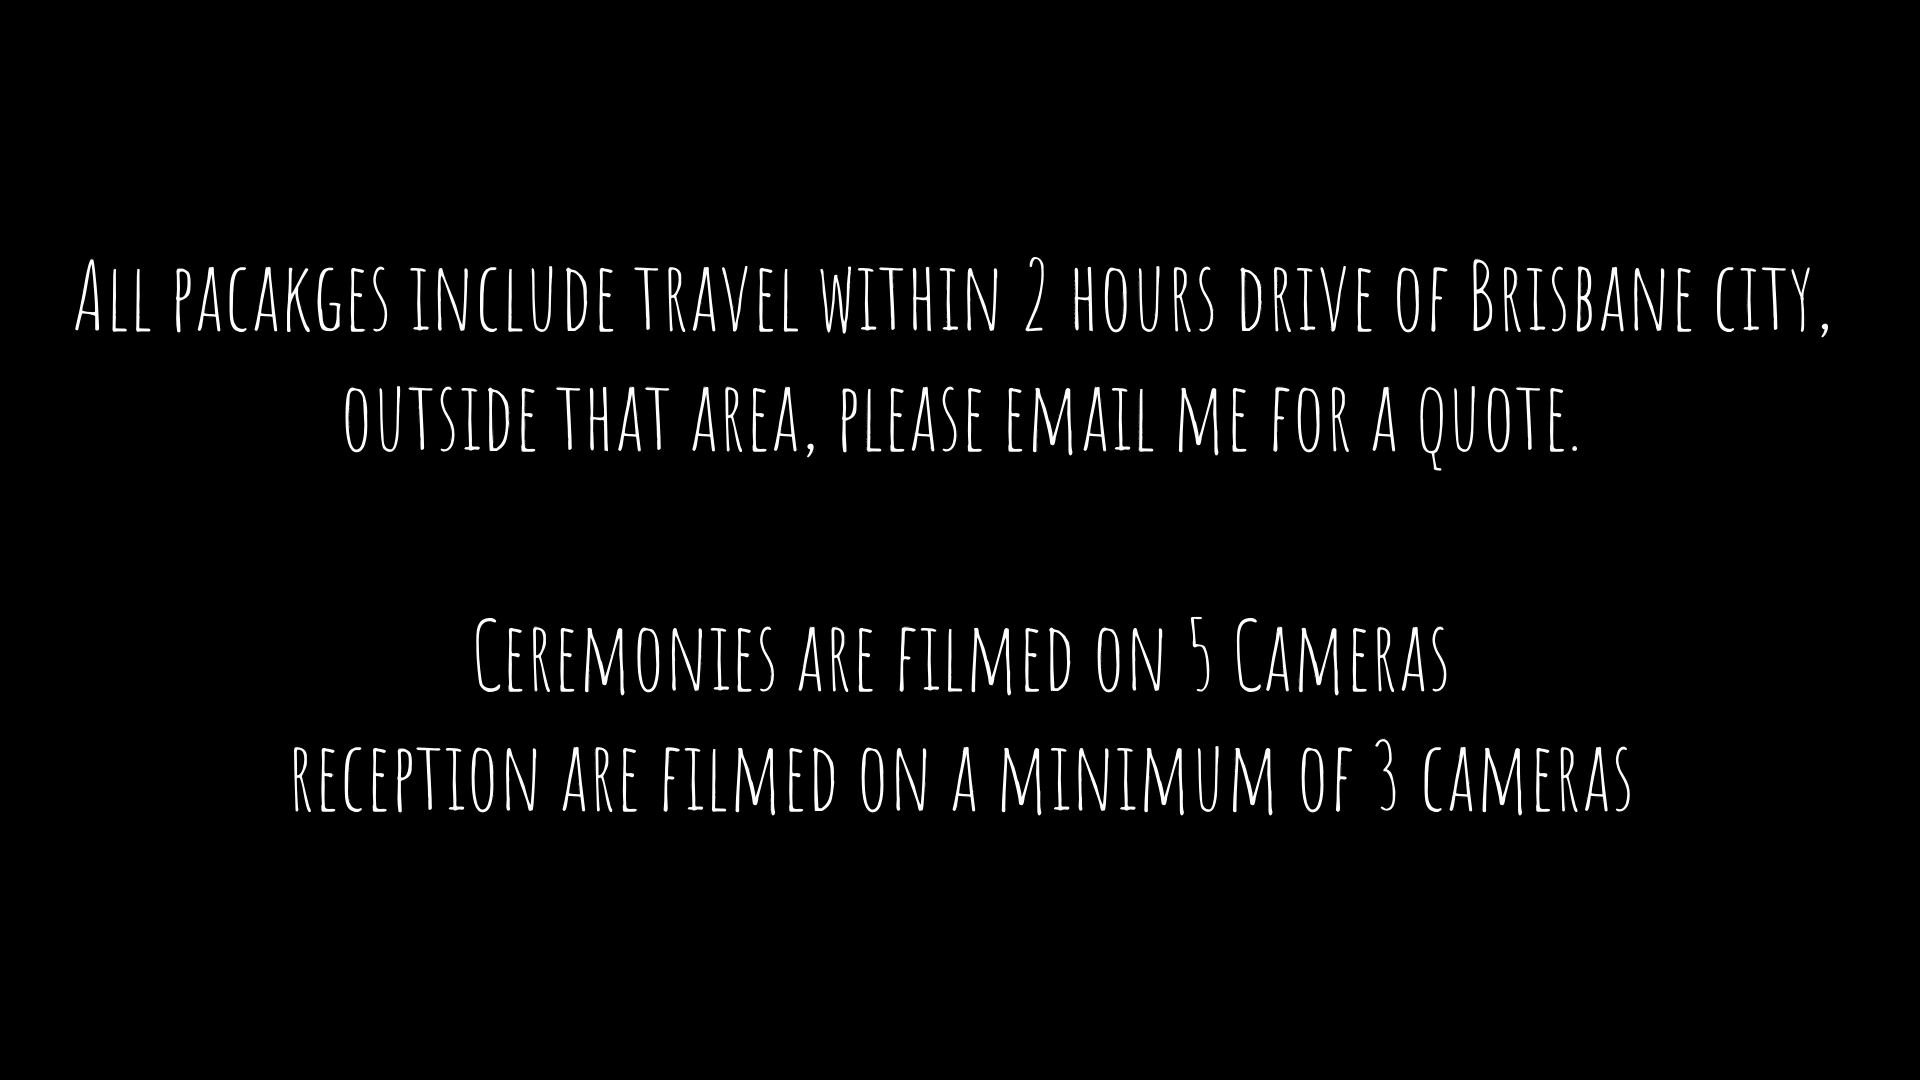 All pacakges include travel within 2 hours drive of Brisbane city,
outside that area, please email me for a quote.
Ceremonies are filmed on 5 Cameras
reception are filmed on a minimum of 3 cameras